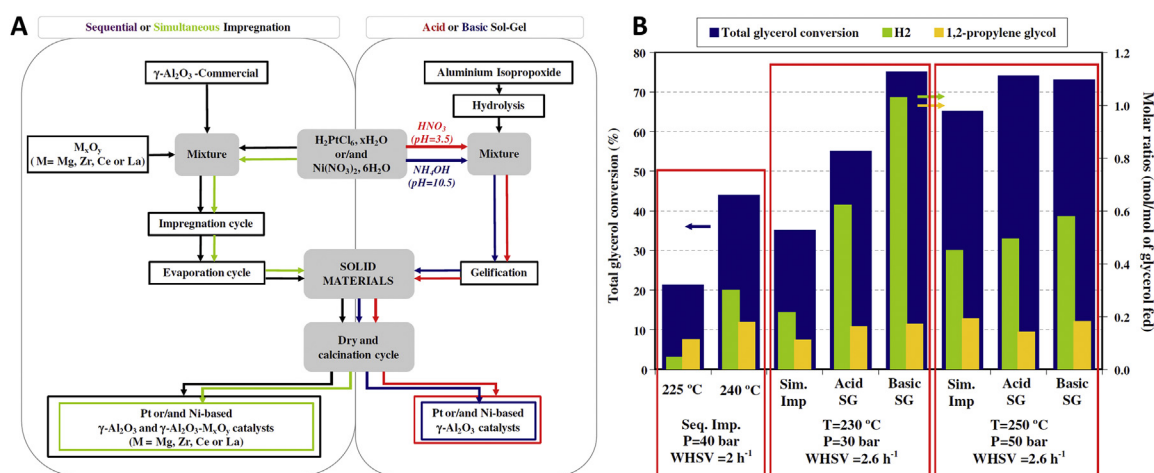 A
Sequential or Simultaneous Impregnation
Acid or Basic Sol-Gel
γ-Al2O3 -Commercial
Aluminium Isopropoxide
Hydrolysis
MxOy
( M= Mg, Zr, Ce or La)
Mixture
H2PtCl6, xH2O
or/and
Ni(NO3)2, 6H2O
HNO3
(pH=3.5)
NH4OH
(pH=10.5)
Mixture
Impregnation cycle
Evaporation cycle
SOLID
MATERIALS
Gelification
Dry and
calcination cycle
Pt or/and Ni-based
γ-Al2O3 and γ-Al2O3-MxOy catalysts
(M = Mg, Zr, Ce or La)
Pt or/and Ni-based
γ-Al2O3 catalysts
B
Total glycerol conversion
H2
1,2-propylene glycol
Total glycerol conversion (%)
80
70
60
50
40
30
20
10
0
1.2
1.0
0.8
0.6
0.4
0.2
0.0
Molar ratios (mol/mol of glycerol fed)
225 ºC
240 ºC
Seq. Imp.
P=40 bar
WHSV =2 h-1
Sim.
Imp
Acid
SG
Basic
SG
T=230 ºC
P=30 bar
WHSV =2.6 h-1
Sim.
Imp
Acid
SG
Basic
SG
T=250 ºC
P=50 bar
WHSV =2.6 h-1